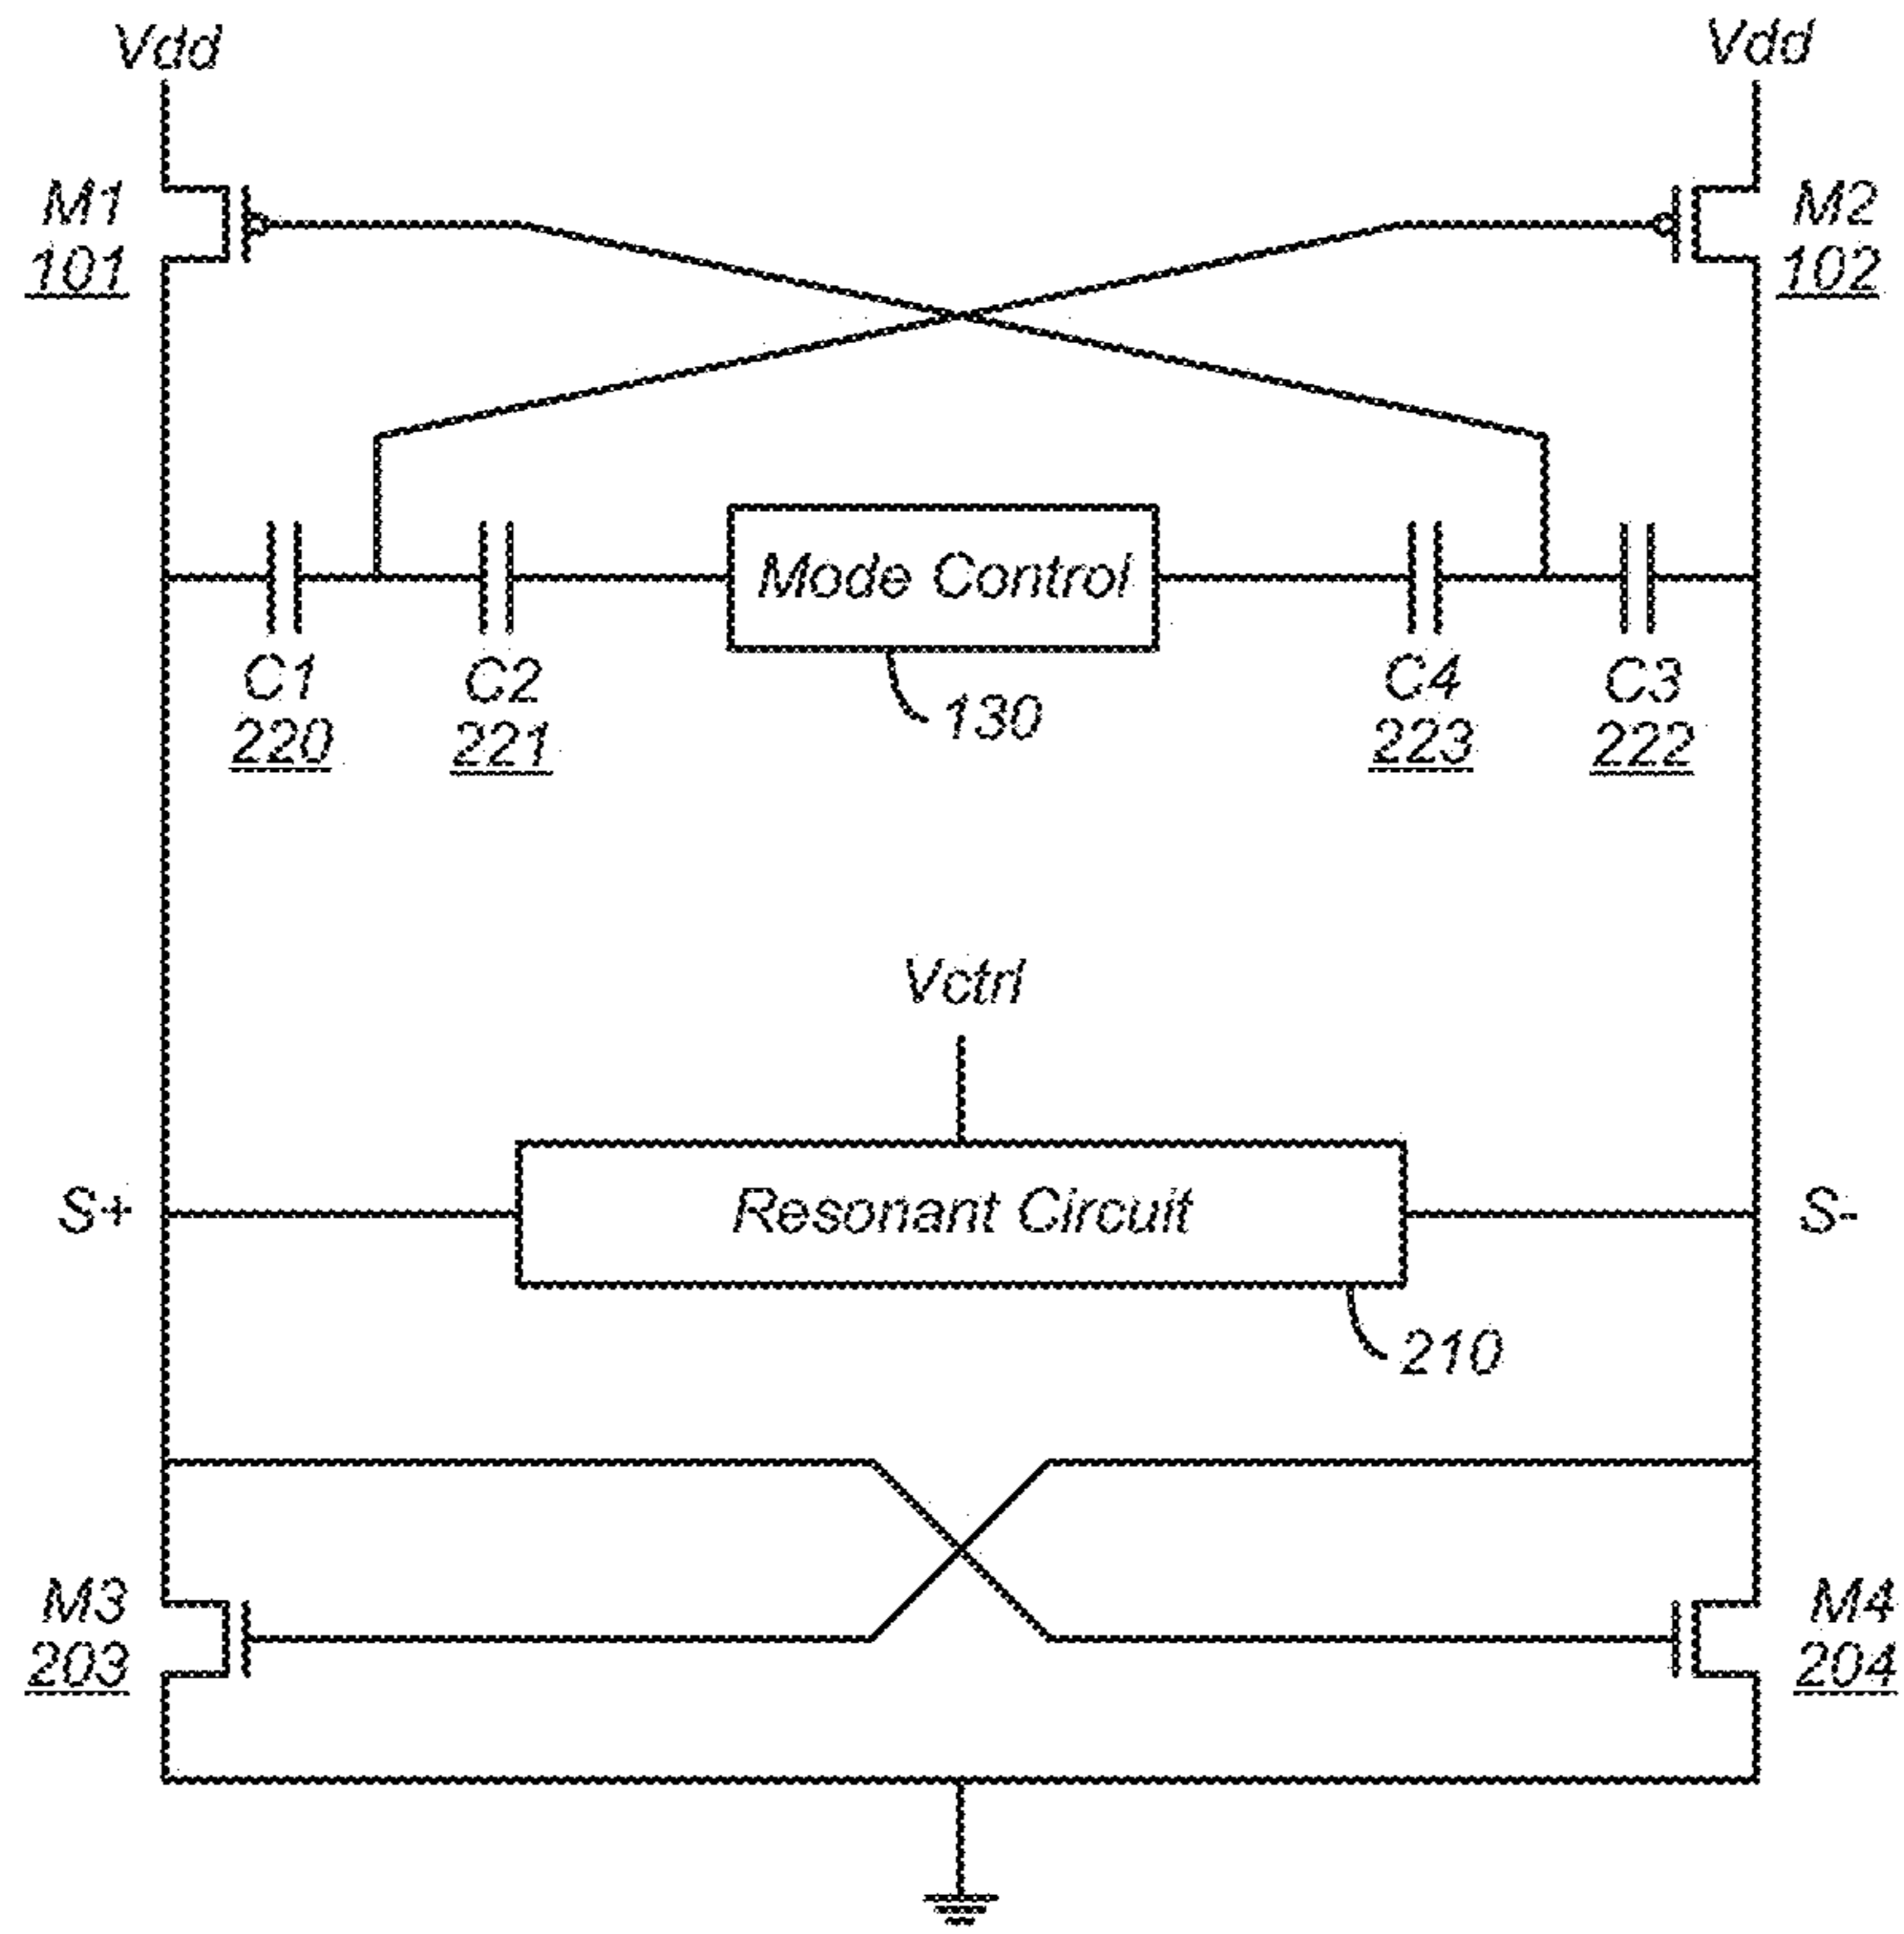 Vdd
Vdd
M1
101
M2
102
Mode Control
C1
220
C2
221
130
C4
223
C3
222
Vctrl
S+
Resonant Circuit
S-
210
M3
203
M4
204